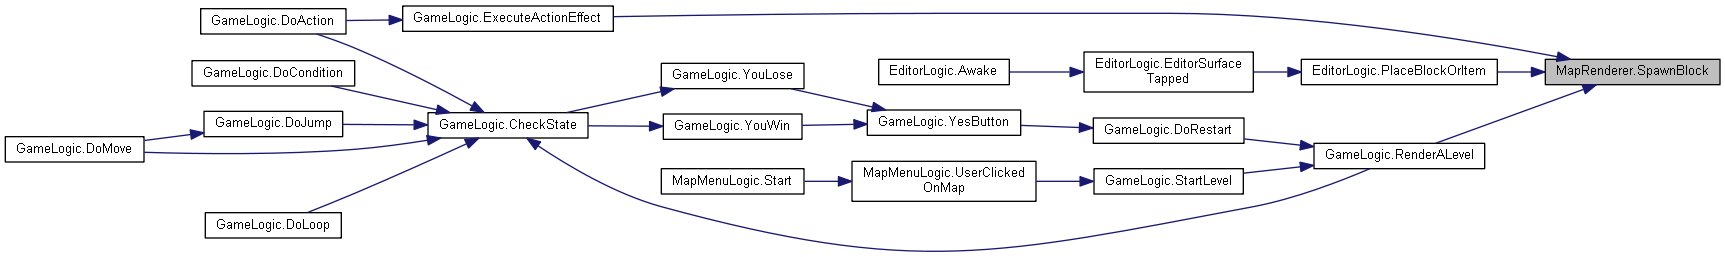 GameLogic.DoAction
GameLogic.ExecuteActionEffect
GameLogic.DoCondition
GameLogic.YouLose
EditorLogic.Awake
EditorLogic.EditorSurface
Tapped
EditorLogic.PlaceBlockOrItem
MapRenderer.SpawnBlock
GameLogic.DoJump
GameLogic.CheckState
GameLogic.YouWin
GameLogic.YesButton
GameLogic.DoRestart
GameLogic.DoMove
GameLogic.RenderALevel
MapMenuLogic.Start
MapMenuLogic.UserClicked
OnMap
GameLogic.StartLevel
GameLogic.DoLoop